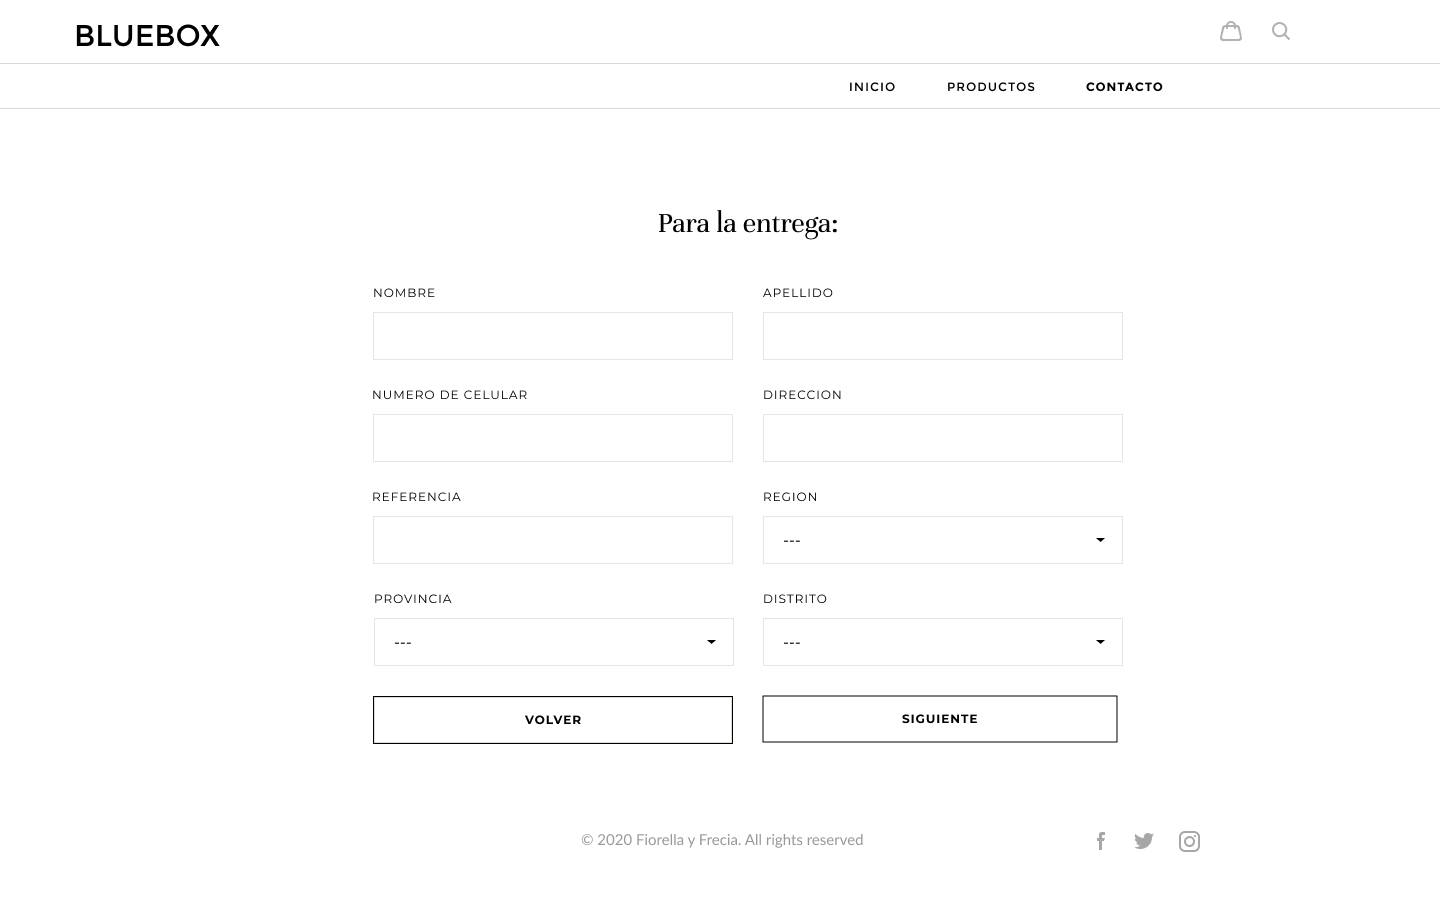 BLUEBOX
INICIO PRODUCTOS CONTACTO
Para la entrega:
NOMBRE APELLIDO
NUMERO DE CELULAR DIRECCION
REFERENCIA REGION
---
PROVINCIA DISTRITO
--- ---
VOLVER SIGUIENTE
© 2020 Fiorella y Frecia. All rights reserved